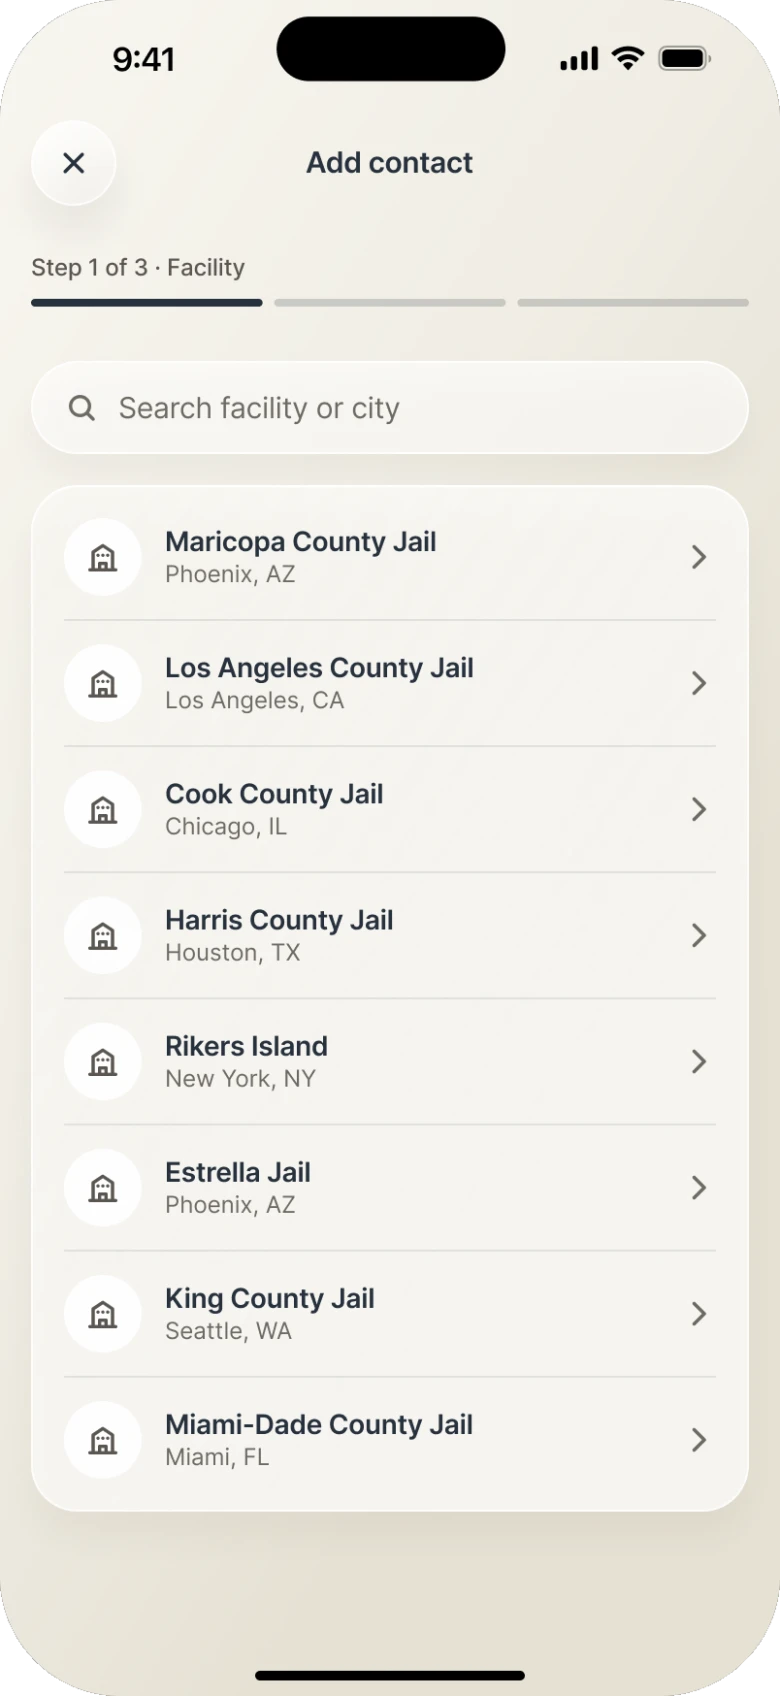 9:41
Add contact
Step 1 of 3 · Facility
Search facility or city
Maricopa County Jail
Phoenix, AZ
Los Angeles County Jail
Los Angeles, CA
Cook County Jail
Chicago, IL
Harris County Jail
Houston, TX
Rikers Island
New York, NY
Estrella Jail
Phoenix, AZ
King County Jail
Seattle, WA
Miami-Dade County Jail
Miami, FL